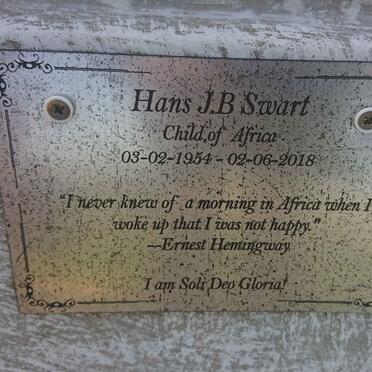 Hans J.B Swart
Child of Africa
03-02-1954 - 02-06-2018
"I never knew of a morning in Africa when I
woke up that I was not happy."
---Ernest Hemingway
I am Soli Deo Gloria!